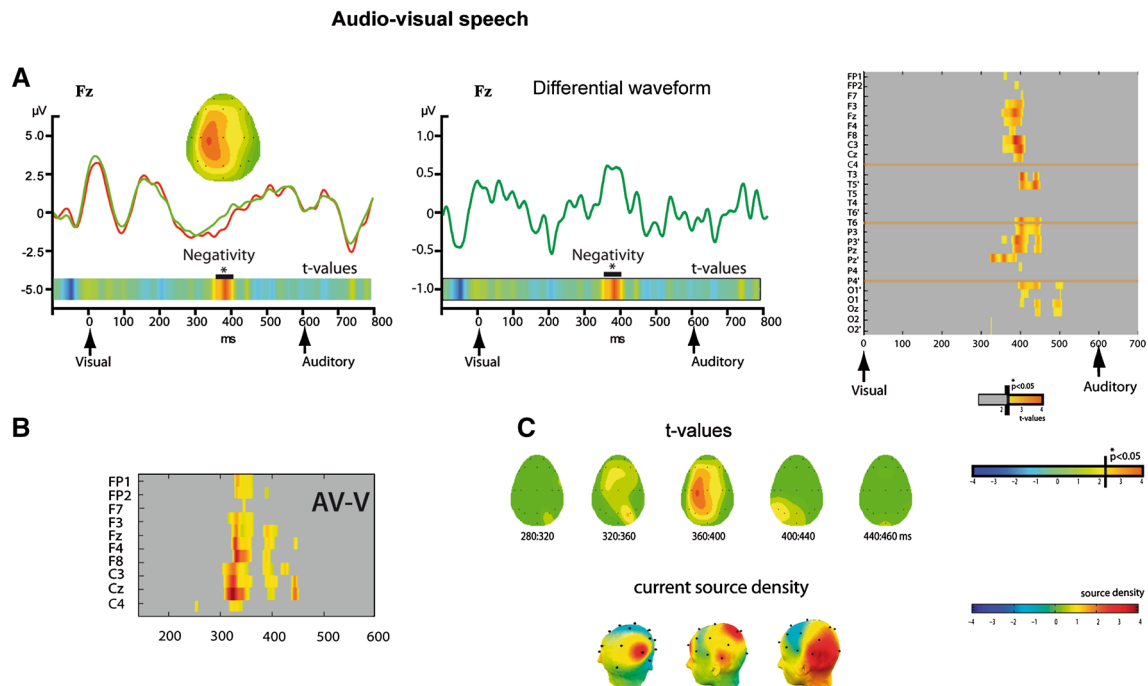 Audio-visual speech
A
Fz
µV
5.0
2.5
0
-2.5
-5.0
Negativity
*
t-values
0 100 200 300 400 500 600 700 800
ms
Visual
Auditory
Fz
Differential waveform
µV
1.0
0.5
0
-0.5
-1.0
Negativity
*
t-values
0 100 200 300 400 500 600 700 800
ms
Visual
Auditory
FP1
FP2
F7
F3
Fz
F4
F8
C3
Cz
C4
T3
T5'
T5
T4
T6'
T6
P3
P3'
Pz
Pz'
P4
P4'
O1'
O1
Oz
O2
O2'
0 100 200 300 400 500 600 700
Visual
Auditory
*
p<0.05
2 3 4
t-values
B
AV-V
FP1
FP2
F7
F3
Fz
F4
F8
C3
Cz
C4
200 300 400 500 600
C
t-values
280:320 320:360 360:400 400:440 440:460 ms
*
p<0.05
-4 -3 -2 -1 0 1 2 3 4
current source density
source density
-4 -3 -2 -1 0 1 2 3 4